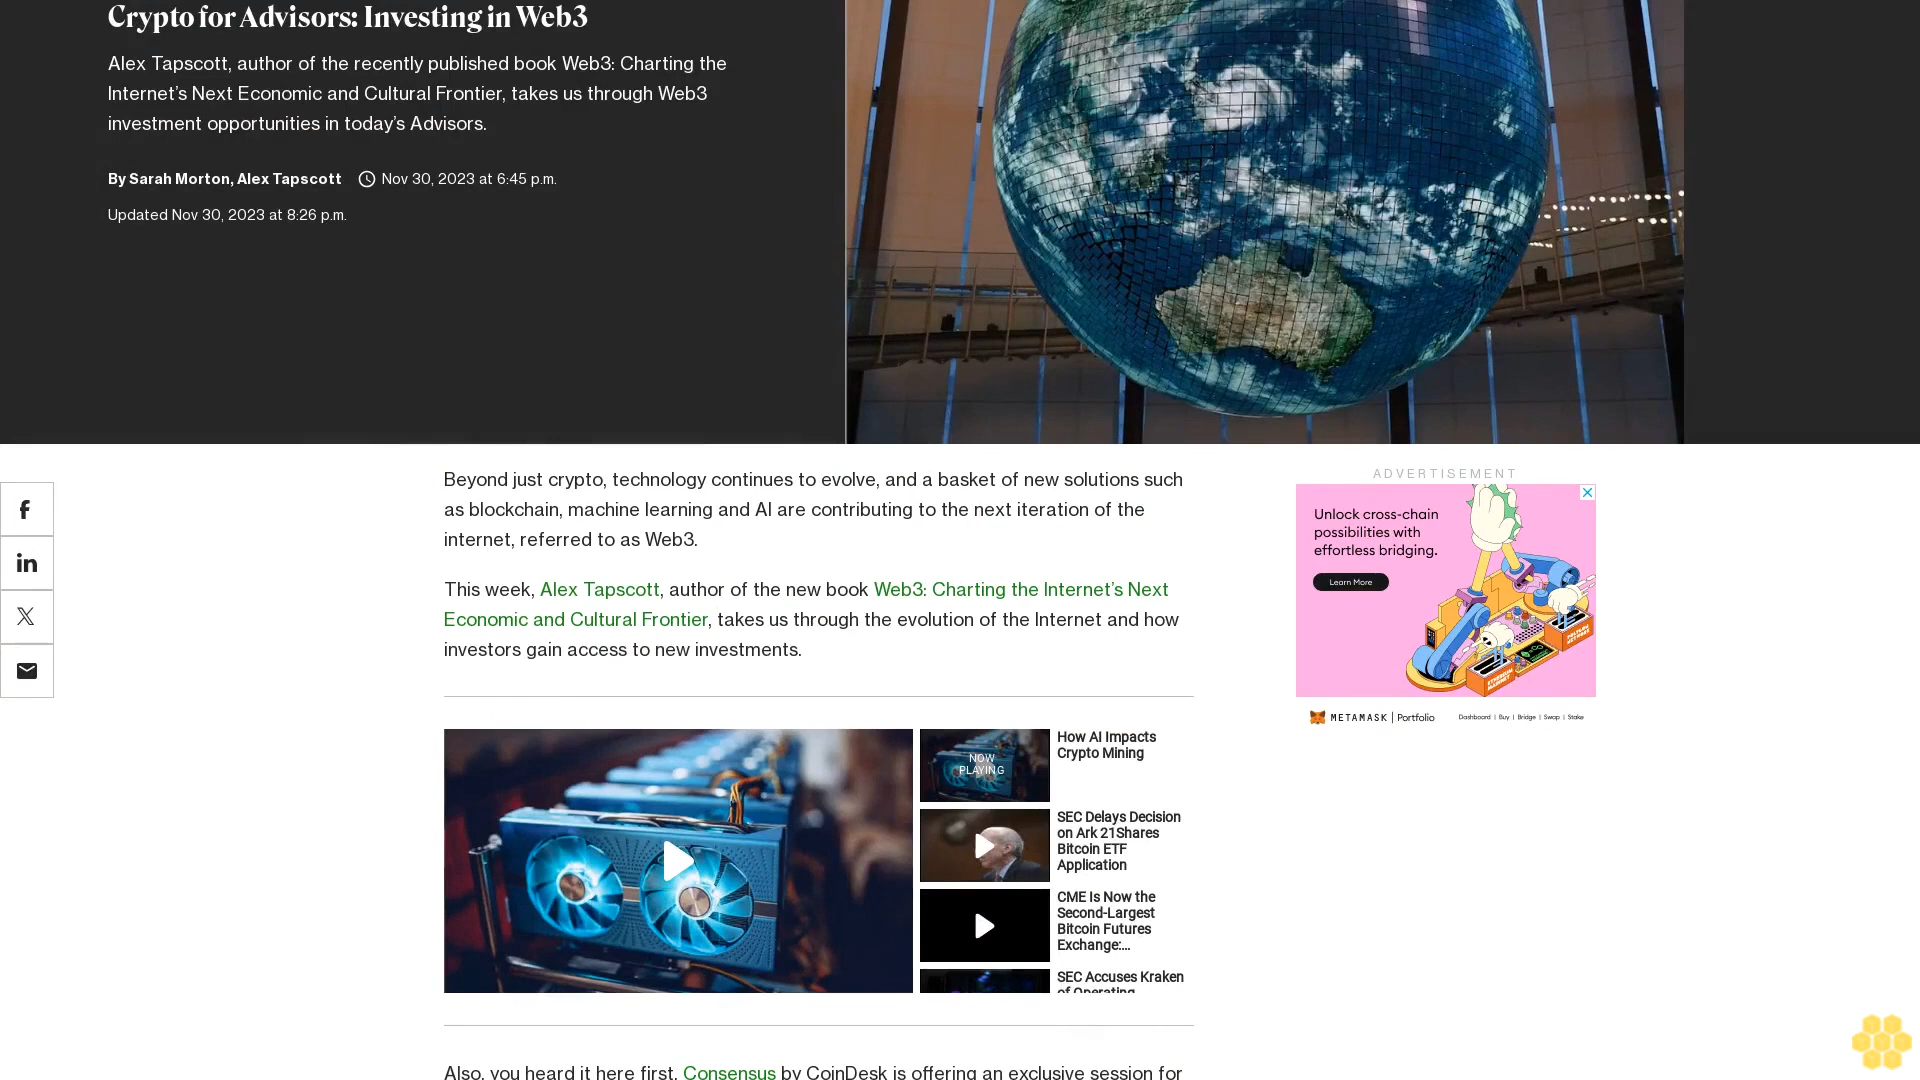 Crypto for Advisors: Investing in Web3
Alex Tapscott, author of the recently published book Web3: Charting the
Internet’s Next Economic and Cultural Frontier, takes us through Web3
investment opportunities in today’s Advisors.
By Sarah Morton, Alex Tapscott Nov 30, 2023 at 6:45 p.m.
Updated Nov 30, 2023 at 8:26 p.m.
Beyond just crypto, technology continues to evolve, and a basket of new solutions such
as blockchain, machine learning and AI are contributing to the next iteration of the
internet, referred to as Web3.
This week, Alex Tapscott, author of the new book Web3: Charting the Internet’s Next
Economic and Cultural Frontier, takes us through the evolution of the Internet and how
investors gain access to new investments.
NOW
PLAYING
How AI Impacts
Crypto Mining
SEC Delays Decision
on Ark 21Shares
Bitcoin ETF
Application
CME Is Now the
Second-Largest
Bitcoin Futures
Exchange:...
SEC Accuses Kraken
of Operating
Also, you heard it here first, Consensus by CoinDesk is offering an exclusive session for
ADVERTISEMENT
Unlock cross-chain
possibilities with
effortless bridging.
Learn More
METAMASK | Portfolio
Dashboard | Buy | Bridge | Swap | Stake